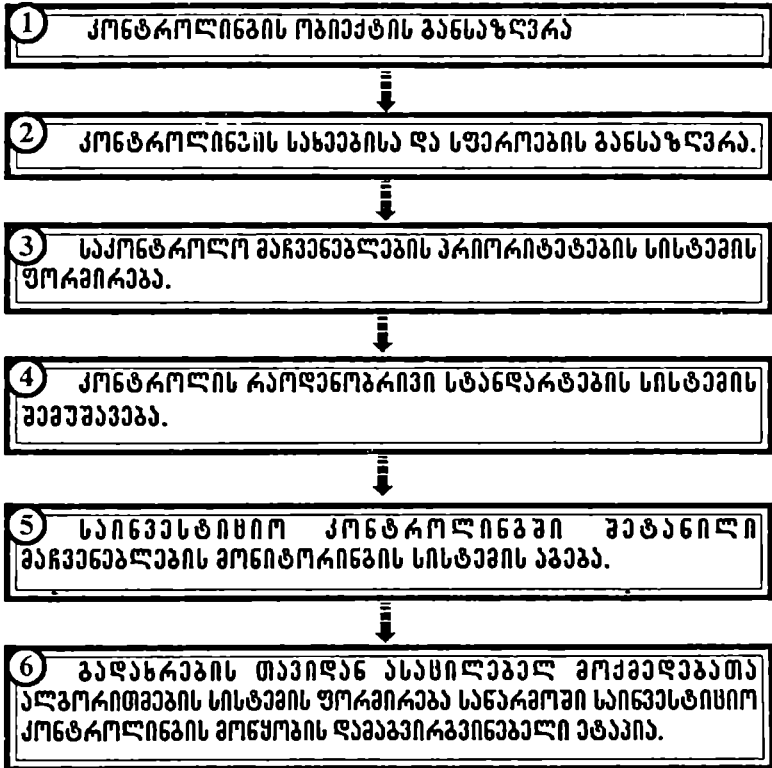 1 კონტროლინგის ობიექტის განსაზღვრა
2 კონტროლინგის სახეებისა და სფეროების განსაზღვრა.
3 საკონტროლო მაჩვენებლების პრიორიტეტების სისტემის
ფორმირება.
4 კონტროლის რაოდენობრივი სტანდარტების სისტემის
შემუშავება.
5 საინვესტიციო კონტროლინგში შეტანილი
მაჩვენებლების მონიტორინგის სისტემის აგება.
6 გადახრების თავიდან ასაცილებელ მოქმედებათა
ალგორითმების სისტემის ფორმირება საწარმოში საინვესტიციო
კონტროლინგის მოწყობის დამაგვირგვინებელი ეტაპია.